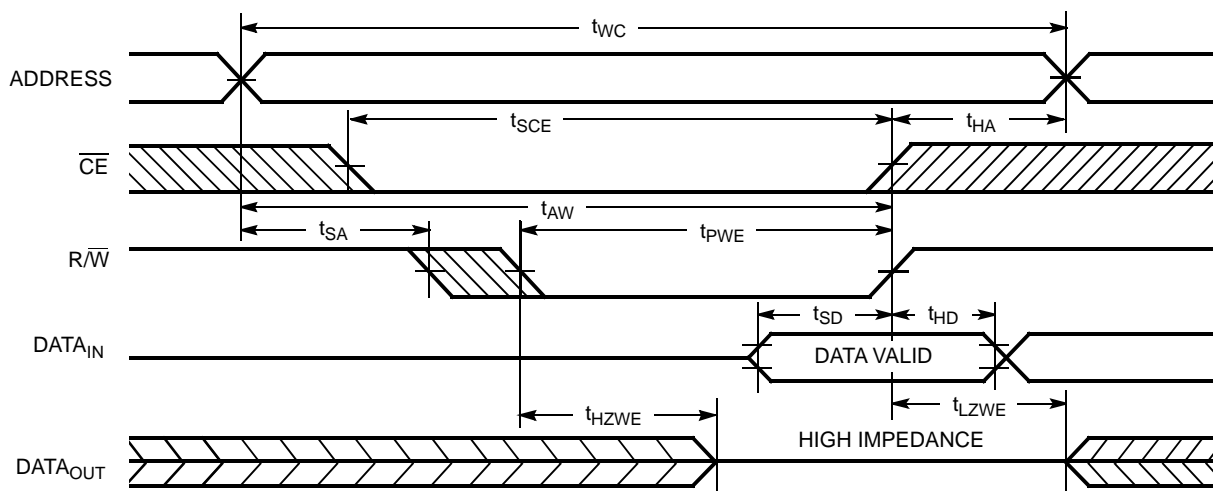 tWC
ADDRESS
tSCE
tHA
CE
tAW
tSA
tPWE
R/W
tSD
tHD
DATAIN
DATA VALID
tHZWE
tLZWE
HIGH IMPEDANCE
DATAOUT